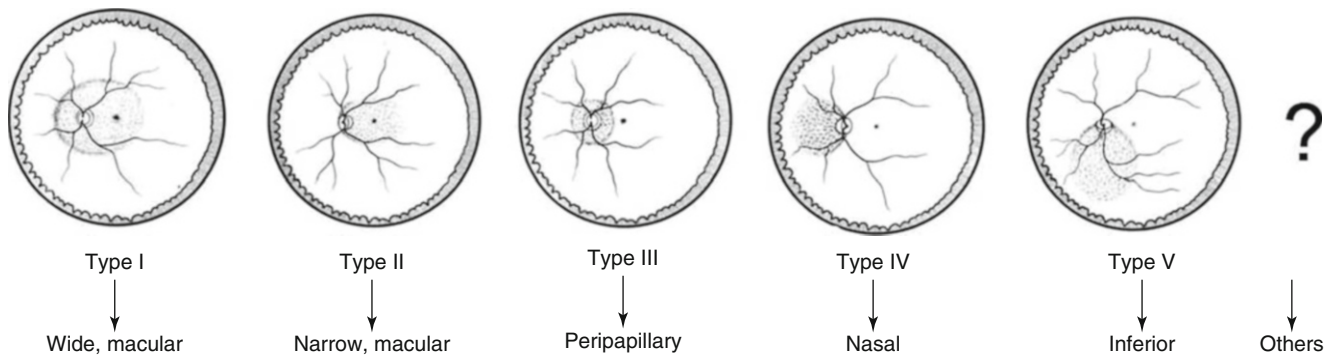 ?
Type I
Type II
Type III
Type IV
Type V
Wide, macular
Narrow, macular
Peripapillary
Nasal
Inferior
Others